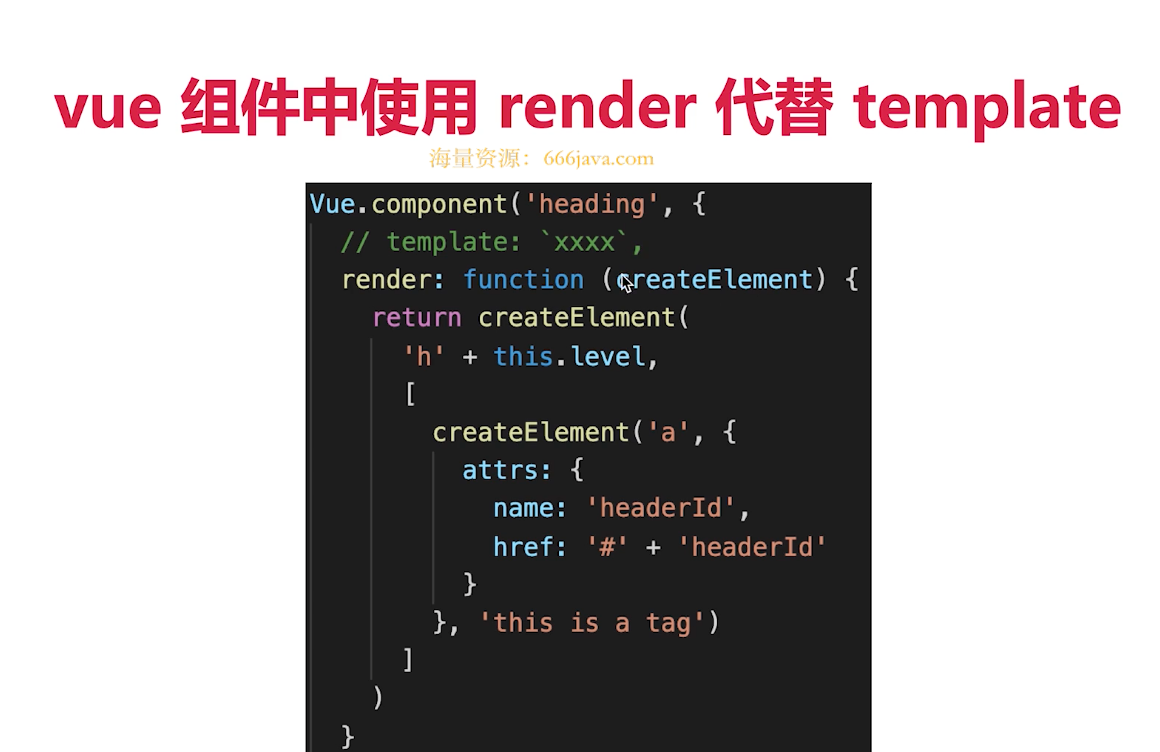 vue 组件中使用 render 代替 template
海量资源：666java.com
Vue.component('heading', {
  // template: `xxxx`,
  render: function (createElement) {
    return createElement(
      'h' + this.level,
      [
        createElement('a', {
          attrs: {
            name: 'headerId',
            href: '#' + 'headerId'
          }
        }, 'this is a tag')
      ]
    )
  }